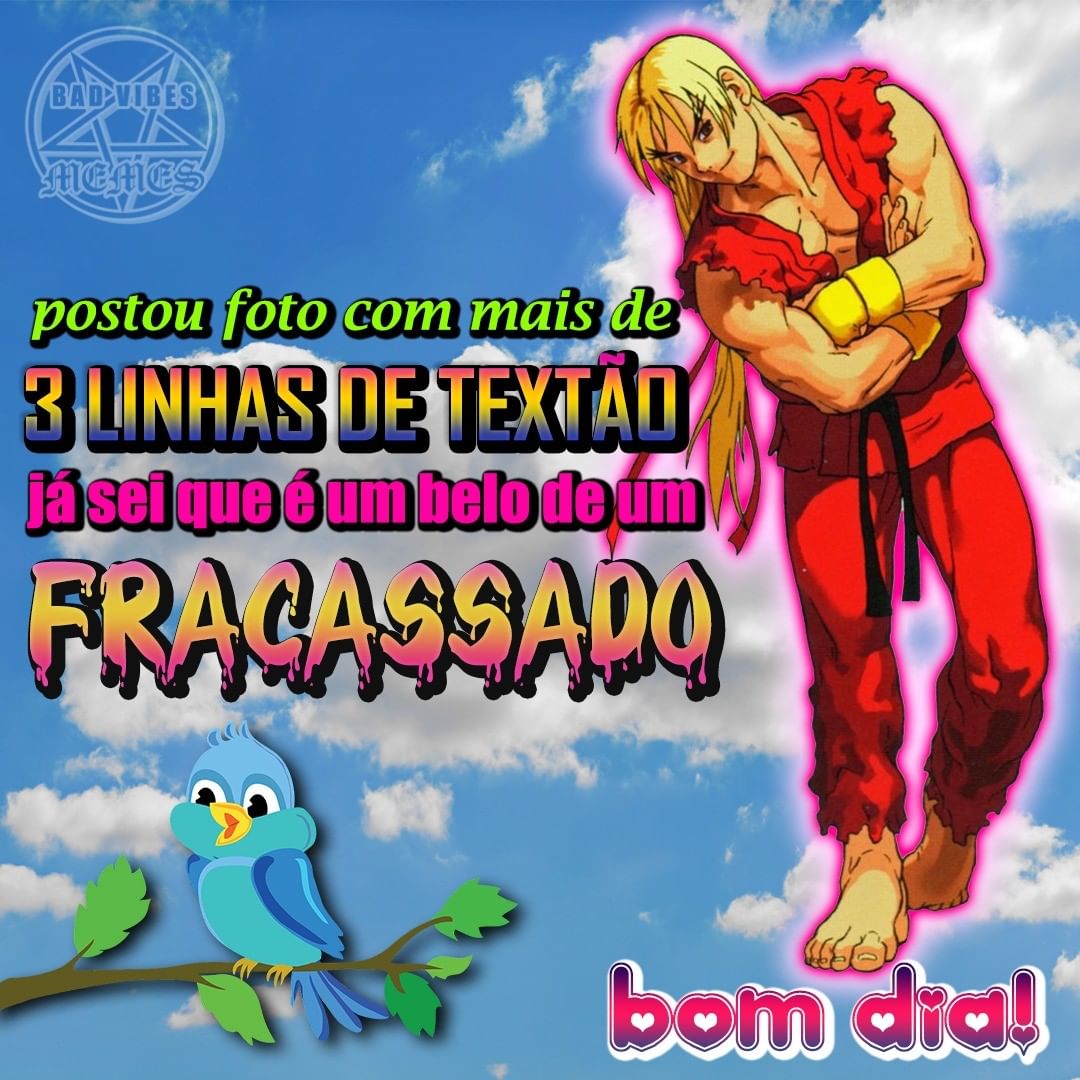 BAD VIBES
MEMES
postou foto com mais de
3 LINHAS DE TEXTÃO
já sei que é um belo de um
FRACASSADO
bom dia!